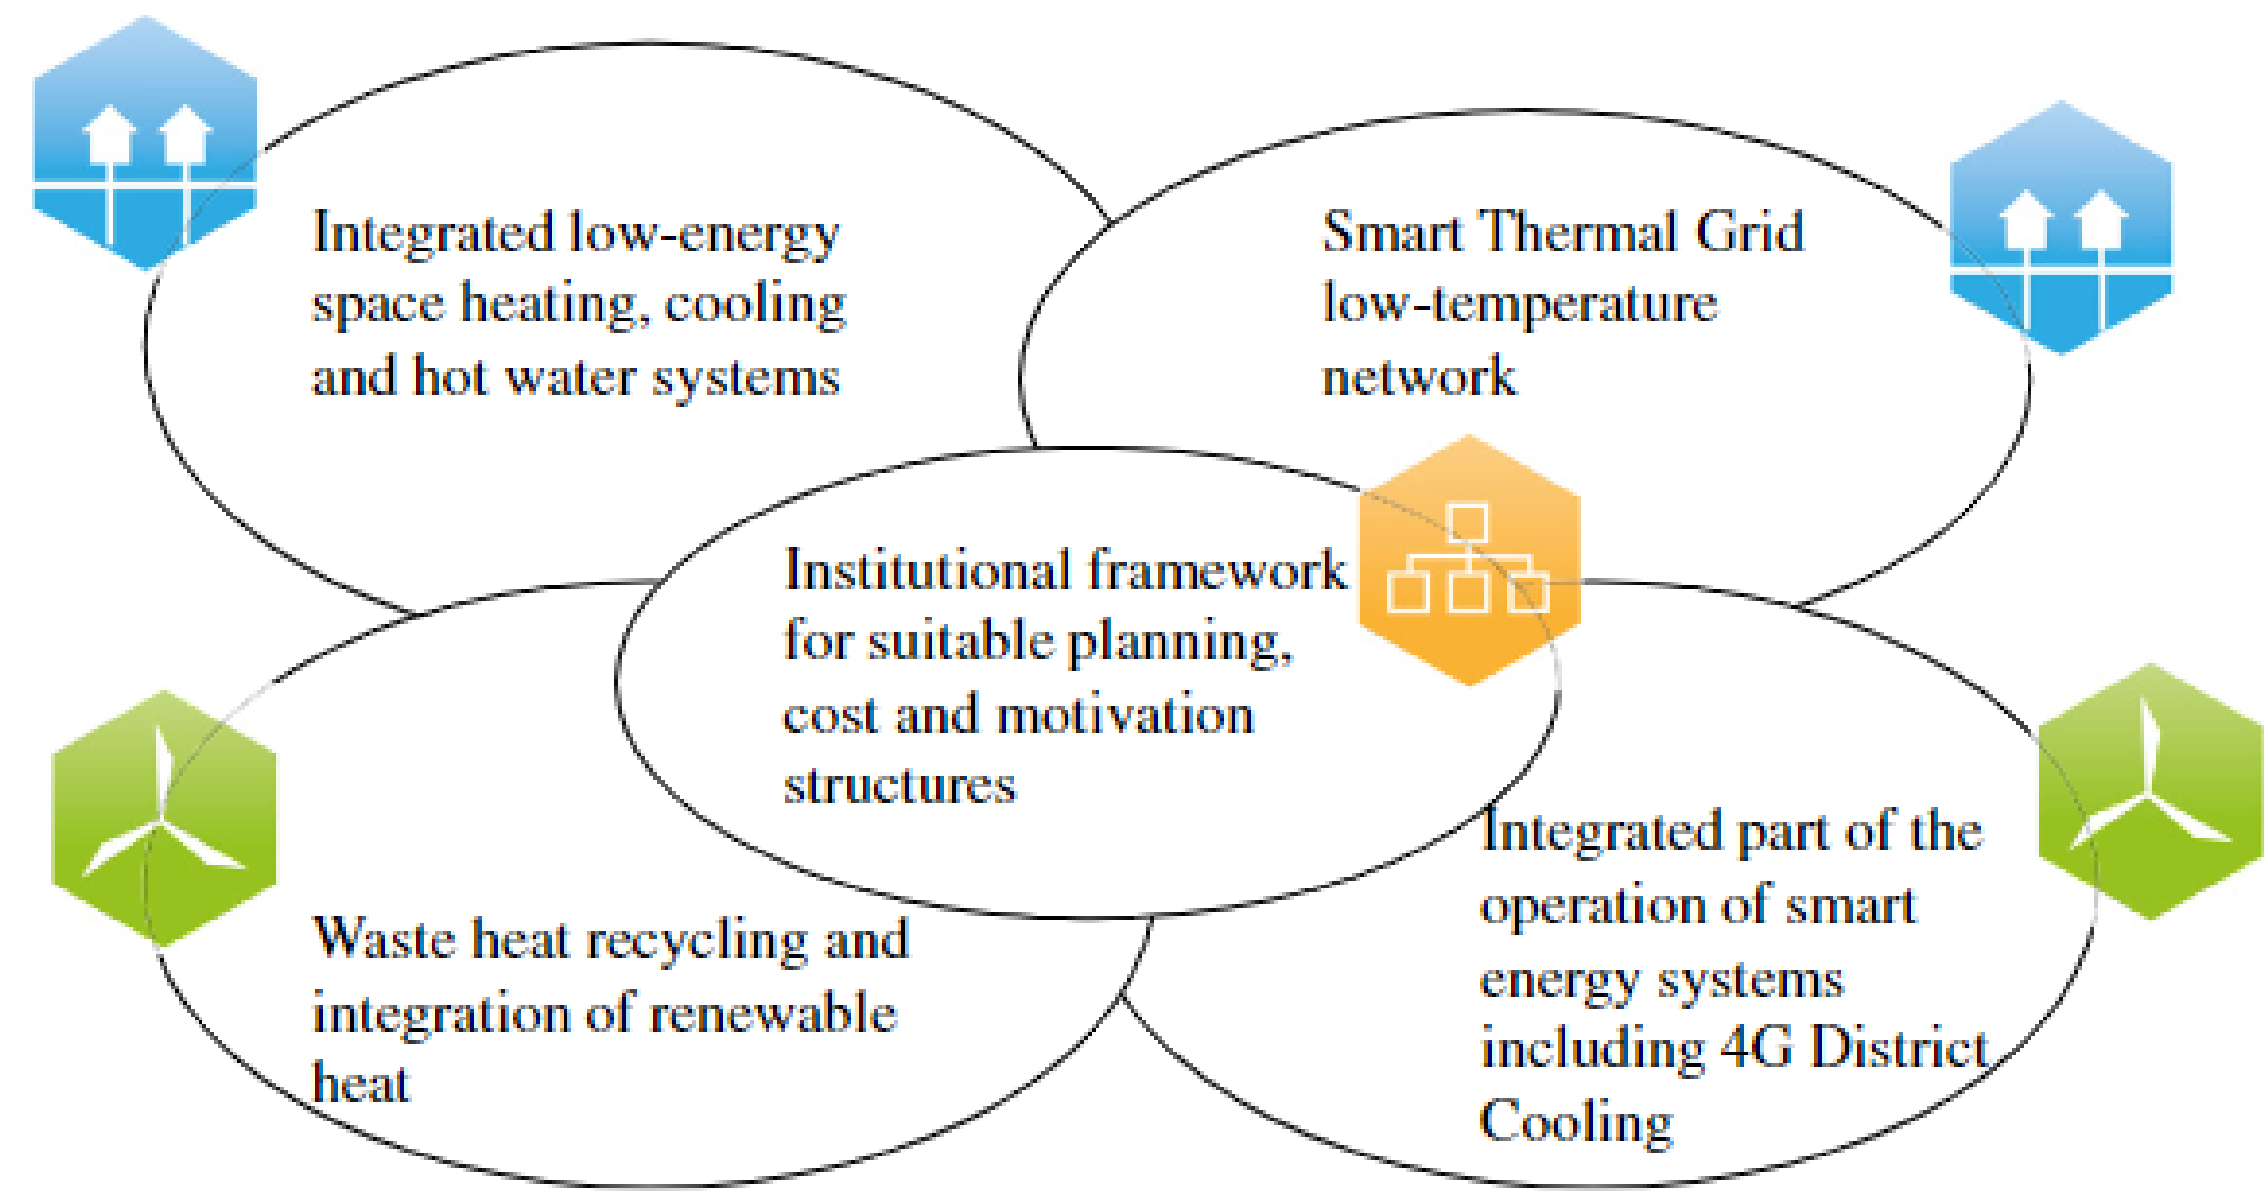 Integrated low-energy
space heating, cooling
and hot water systems
Smart Thermal Grid
low-temperature
network
Institutional framework
for suitable planning,
cost and motivation
structures
Waste heat recycling and
integration of renewable
heat
Integrated part of the
operation of smart
energy systems
including 4G District
Cooling